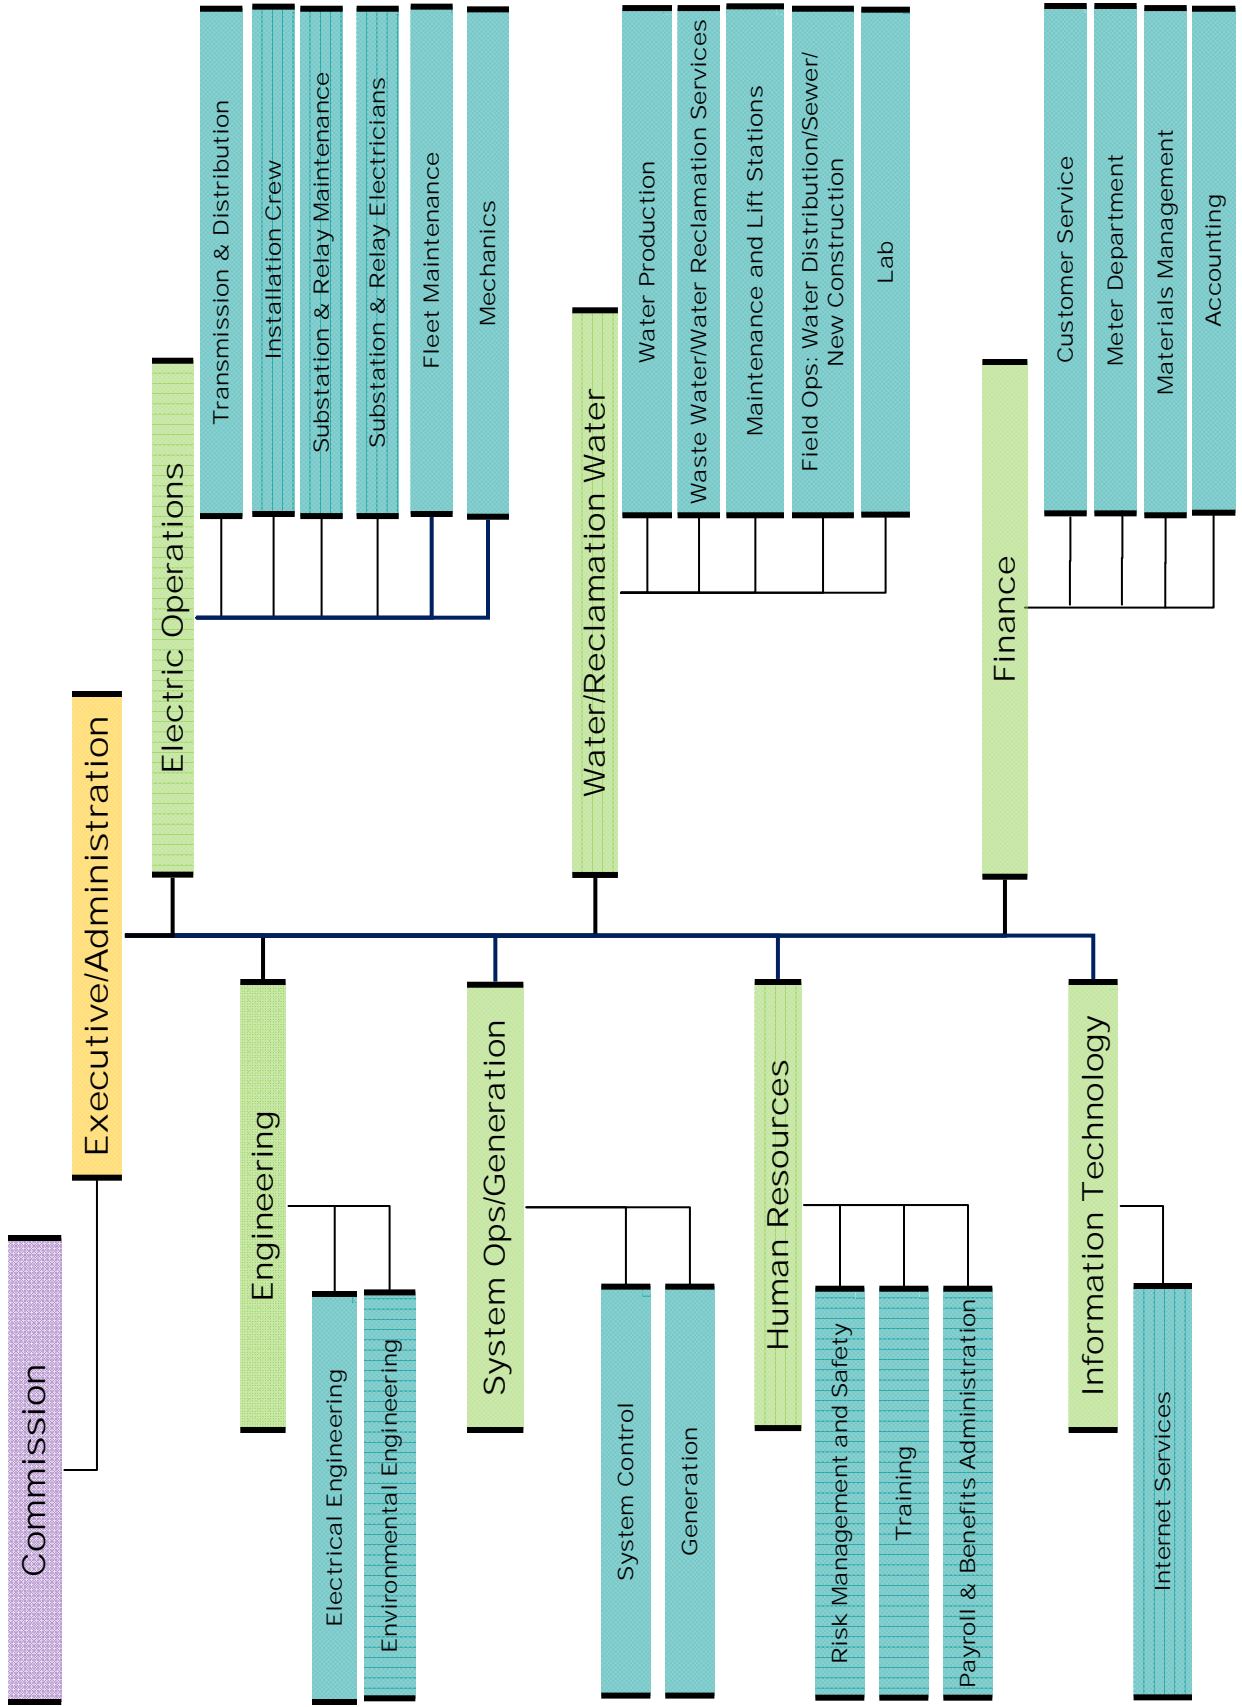 Commission
Executive/Administration
Engineering
Electrical Engineering
Environmental Engineering
Electric Operations
Transmission & Distribution
Installation Crew
Substation & Relay Maintenance
Substation & Relay Electricians
Fleet Maintenance
Mechanics
System Ops/Generation
System Control
Generation
Water/Reclamation Water
Water Production
Waste Water/Water Reclamation Services
Maintenance and Lift Stations
Field Ops: Water Distribution/Sewer/
New Construction
Lab
Human Resources
Risk Management and Safety
Training
Payroll & Benefits Administration
Finance
Customer Service
Meter Department
Materials Management
Accounting
Information Technology
Internet Services